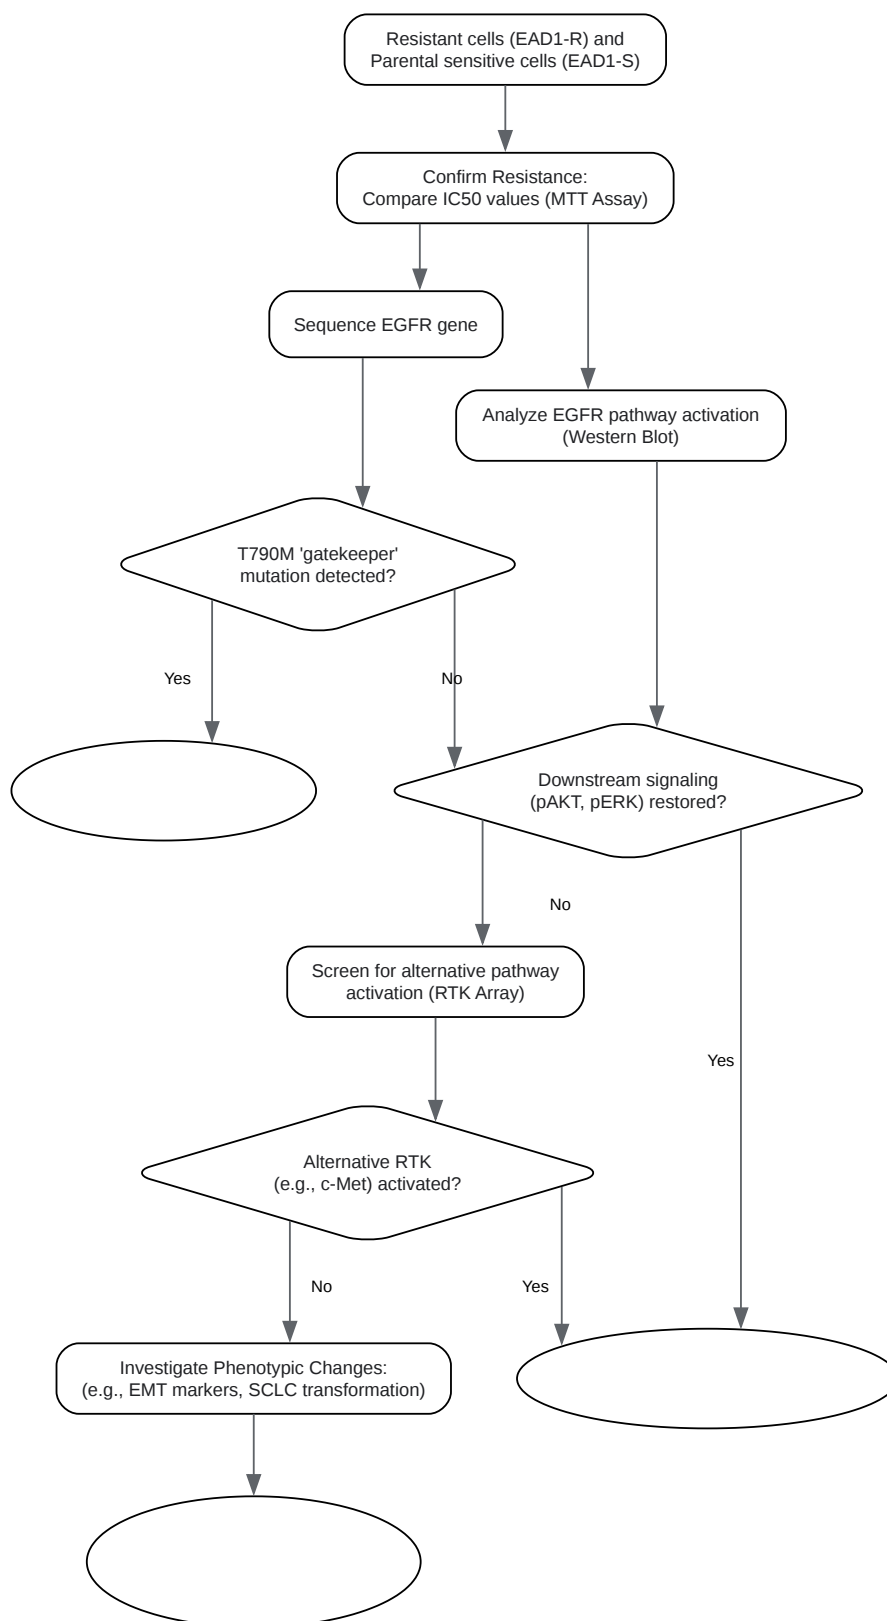 Resistant cells (EAD1-R) and
Parental sensitive cells (EAD1-S)
Confirm Resistance:
Compare IC50 values (MTT Assay)
Sequence EGFR gene
Analyze EGFR pathway activation
(Western Blot)
T790M 'gatekeeper'
mutation detected?
Yes
No
Downstream signaling
(pAKT, pERK) restored?
No
Screen for alternative pathway
activation (RTK Array)
Yes
Alternative RTK
(e.g., c-Met) activated?
No
Yes
Investigate Phenotypic Changes:
(e.g., EMT markers, SCLC transformation)